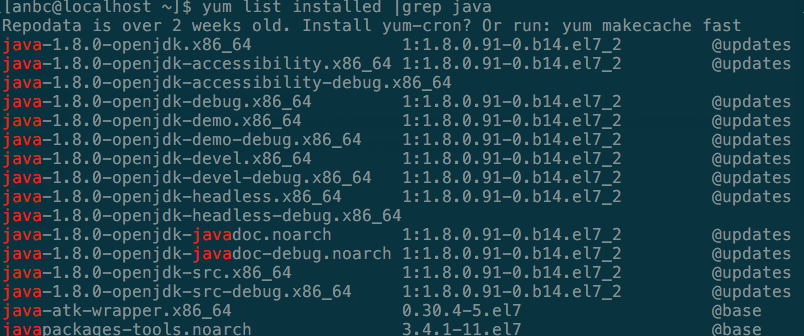 [anbc@localhost ~]$ yum list installed |grep java
Repodata is over 2 weeks old. Install yum-cron? Or run: yum makecache fast
java-1.8.0-openjdk.x86_64 1:1.8.0.91-0.b14.el7_2 @updates
java-1.8.0-openjdk-accessibility.x86_64 1:1.8.0.91-0.b14.el7_2 @updates
java-1.8.0-openjdk-accessibility-debug.x86_64
java-1.8.0-openjdk-debug.x86_64 1:1.8.0.91-0.b14.el7_2 @updates
java-1.8.0-openjdk-demo.x86_64 1:1.8.0.91-0.b14.el7_2 @updates
java-1.8.0-openjdk-demo-debug.x86_64 1:1.8.0.91-0.b14.el7_2 @updates
java-1.8.0-openjdk-devel.x86_64 1:1.8.0.91-0.b14.el7_2 @updates
java-1.8.0-openjdk-devel-debug.x86_64 1:1.8.0.91-0.b14.el7_2 @updates
java-1.8.0-openjdk-headless.x86_64 1:1.8.0.91-0.b14.el7_2 @updates
java-1.8.0-openjdk-headless-debug.x86_64
java-1.8.0-openjdk-javadoc.noarch 1:1.8.0.91-0.b14.el7_2 @updates
java-1.8.0-openjdk-javadoc-debug.noarch 1:1.8.0.91-0.b14.el7_2 @updates
java-1.8.0-openjdk-src.x86_64 1:1.8.0.91-0.b14.el7_2 @updates
java-1.8.0-openjdk-src-debug.x86_64 1:1.8.0.91-0.b14.el7_2 @updates
java-atk-wrapper.x86_64 0.30.4-5.el7 @base
javapackages-tools.noarch 3.4.1-11.el7 @base